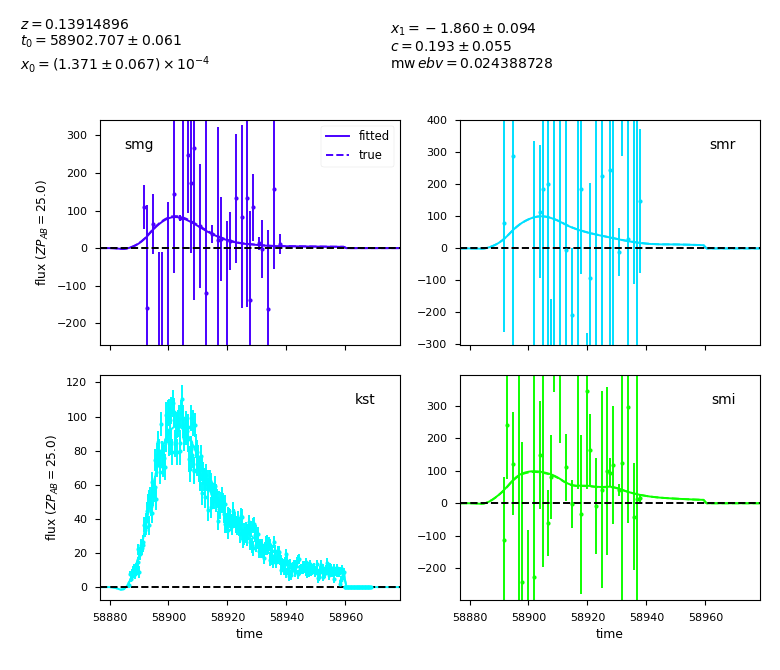 z = 0.13914896
t₀ = 58902.707 ± 0.061
x₀ = (1.371 ± 0.067) × 10⁻⁴
x₁ = −1.860 ± 0.094
c = 0.193 ± 0.055
mw ebv = 0.024388728
smg
fitted
true
300
200
100
0
−100
−200
flux (ZP_AB = 25.0)
smr
400
300
200
100
0
−100
−200
−300
kst
120
100
80
60
40
20
0
flux (ZP_AB = 25.0)
58880 58900 58920 58940 58960
time
smi
300
200
100
0
−100
−200
58880 58900 58920 58940 58960
time